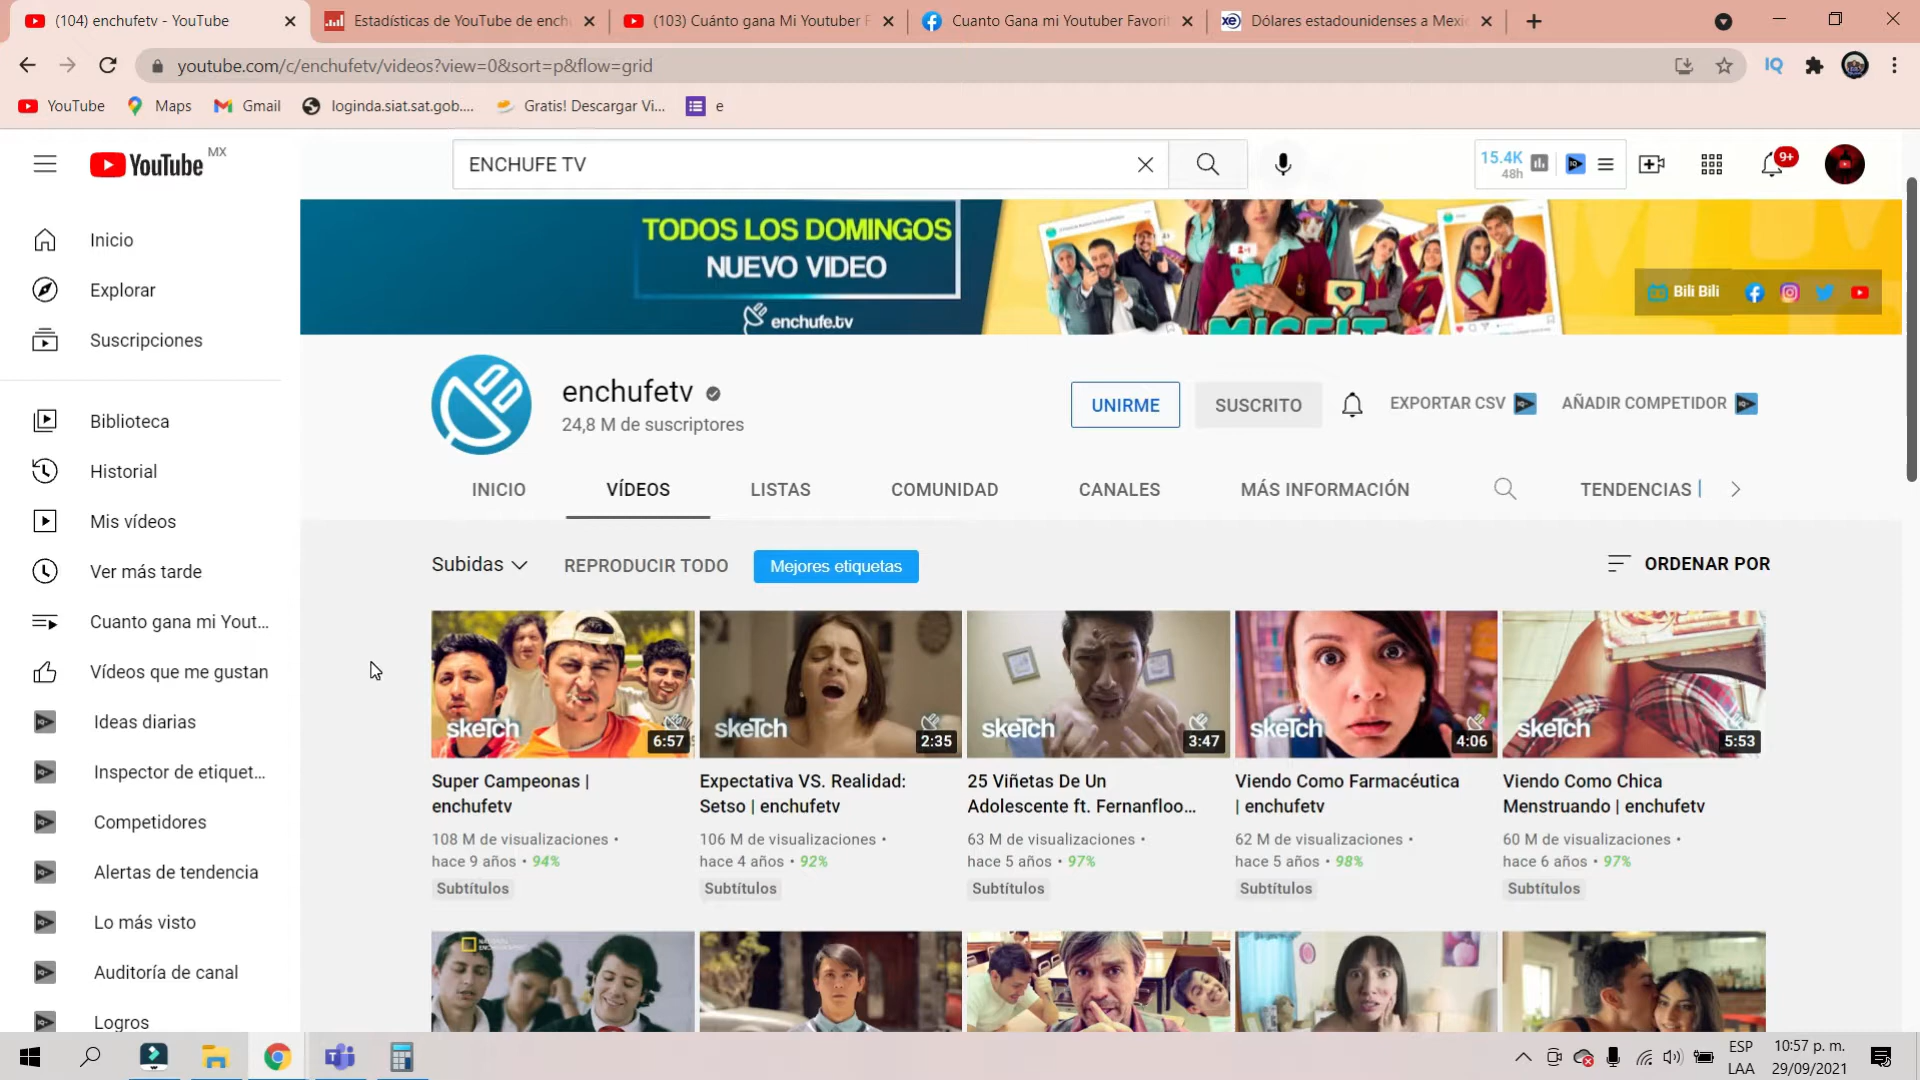 (104) enchufetv - YouTube
Estadísticas de YouTube de ench
(103) Cuánto gana Mi Youtuber F
Cuanto Gana mi Youtuber Favorit
Dólares estadounidenses a Mexic
youtube.com/c/enchufetv/videos?view=0&sort=p&flow=grid
IQ
YouTube
Maps
Gmail
loginda.siat.sat.gob....
Gratis! Descargar Vi...
e
YouTube MX
ENCHUFE TV
15.4K
48h
9+
Inicio
Explorar
Suscripciones
Biblioteca
Historial
Mis vídeos
Ver más tarde
Cuanto gana mi Yout...
Vídeos que me gustan
Ideas diarias
Inspector de etiquet...
Competidores
Alertas de tendencia
Lo más visto
Auditoría de canal
Logros
TODOS LOS DOMINGOS
NUEVO VIDEO
enchufe.tv
MISFIT
Bili Bili
enchufetv
24,8 M de suscriptores
UNIRME
SUSCRITO
EXPORTAR CSV
AÑADIR COMPETIDOR
INICIO
VÍDEOS
LISTAS
COMUNIDAD
CANALES
MÁS INFORMACIÓN
TENDENCIAS |
Subidas
REPRODUCIR TODO
Mejores etiquetas
ORDENAR POR
skeTch
6:57
skeTch
2:35
skeTch
3:47
skeTch
4:06
skeTch
5:53
Super Campeonas |
enchufetv
108 M de visualizaciones •
hace 9 años • 94%
Subtítulos
Expectativa VS. Realidad:
Setso | enchufetv
106 M de visualizaciones •
hace 4 años • 92%
Subtítulos
25 Viñetas De Un
Adolescente ft. Fernanfloo...
63 M de visualizaciones •
hace 5 años • 97%
Subtítulos
Viendo Como Farmacéutica
| enchufetv
62 M de visualizaciones •
hace 5 años • 98%
Subtítulos
Viendo Como Chica
Menstruando | enchufetv
60 M de visualizaciones •
hace 6 años • 97%
Subtítulos
ESP
LAA
10:57 p. m.
29/09/2021